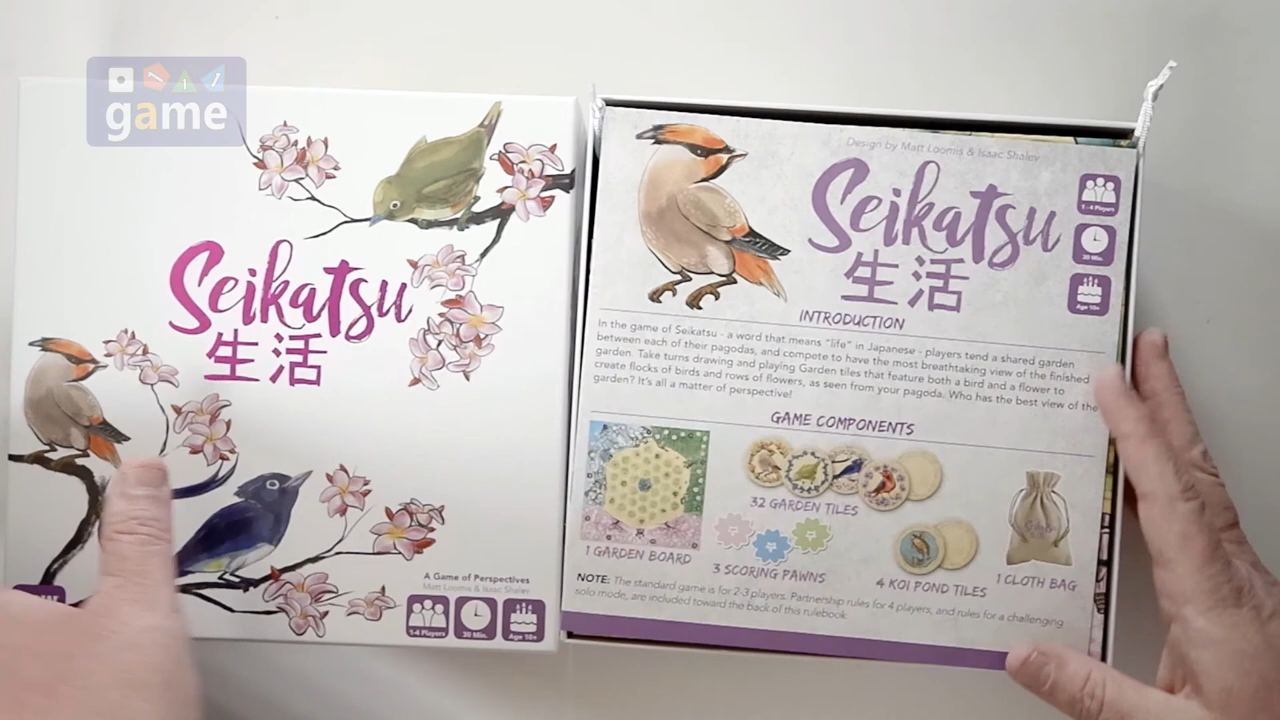 game
Seikatsu
生活
A Game of Perspectives
Matt Loomis & Isaac Shalev
1-4 Players
30 Min.
Age 10+
Design by Matt Loomis & Isaac Shalev
Seikatsu
生活
1-4 Players
30 Min.
Age 10+
INTRODUCTION
In the game of Seikatsu - a word that means "life" in Japanese - players tend a shared garden
between each of their pagodas, and compete to have the most breathtaking view of the finished
garden. Take turns drawing and playing Garden tiles that feature both a bird and a flower to
create flocks of birds and rows of flowers, as seen from your pagoda. Who has the best view of the
garden? It's all a matter of perspective!
GAME COMPONENTS
1 GARDEN BOARD
32 GARDEN TILES
3 SCORING PAWNS
4 KOI POND TILES
Seikatsu
1 CLOTH BAG
NOTE: The standard game is for 2-3 players. Partnership rules for 4 players, and rules for a challenging
solo mode, are included toward the back of this rulebook.